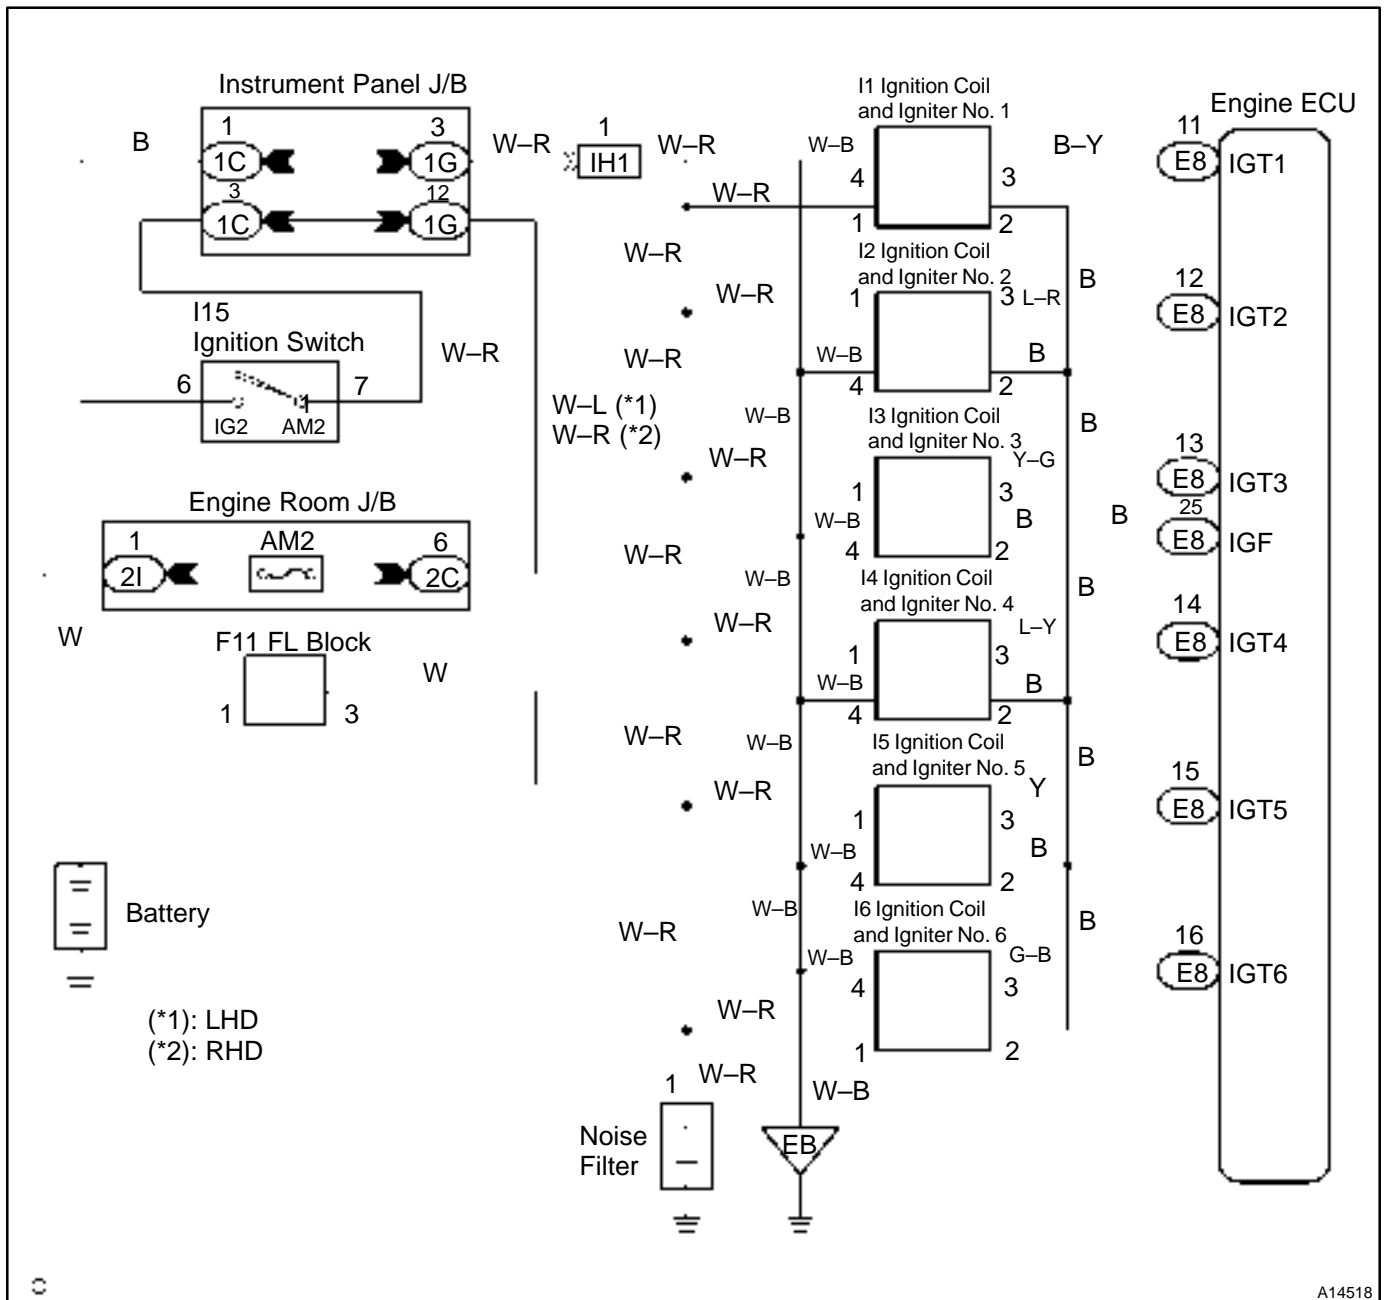 Instrument Panel J/B
B
1
1C
3
1G
W–R
1
IH1
W–R
3
1C
12
1G
W–R
I15
Ignition Switch
6
7
IG2
AM2
W–R
W–L (*1)
W–R (*2)
Engine Room J/B
1
2I
AM2
6
2C
W
F11 FL Block
W
1
3
Battery
(*1): LHD
(*2): RHD
W–R
W–R
W–R
W–R
W–R
W–R
W–R
W–R
W–R
W–R
W–R
1
W–R
Noise
Filter
I1 Ignition Coil
and Igniter No. 1
W–B
4
3
B–Y
1
2
I2 Ignition Coil
and Igniter No. 2
1
3
L–R
B
W–B
B
4
2
W–B
I3 Ignition Coil
and Igniter No. 3
B
Y–G
1
3
W–B
B
B
4
2
W–B
I4 Ignition Coil
and Igniter No. 4
B
L–Y
1
3
W–B
B
4
2
W–B
I5 Ignition Coil
and Igniter No. 5
B
Y
1
3
W–B
B
4
2
W–B
I6 Ignition Coil
and Igniter No. 6
B
W–B
G–B
4
3
1
2
W–B
EB
Engine ECU
11
E8
IGT1
12
E8
IGT2
13
E8
IGT3
25
E8
IGF
14
E8
IGT4
15
E8
IGT5
16
E8
IGT6
A14518